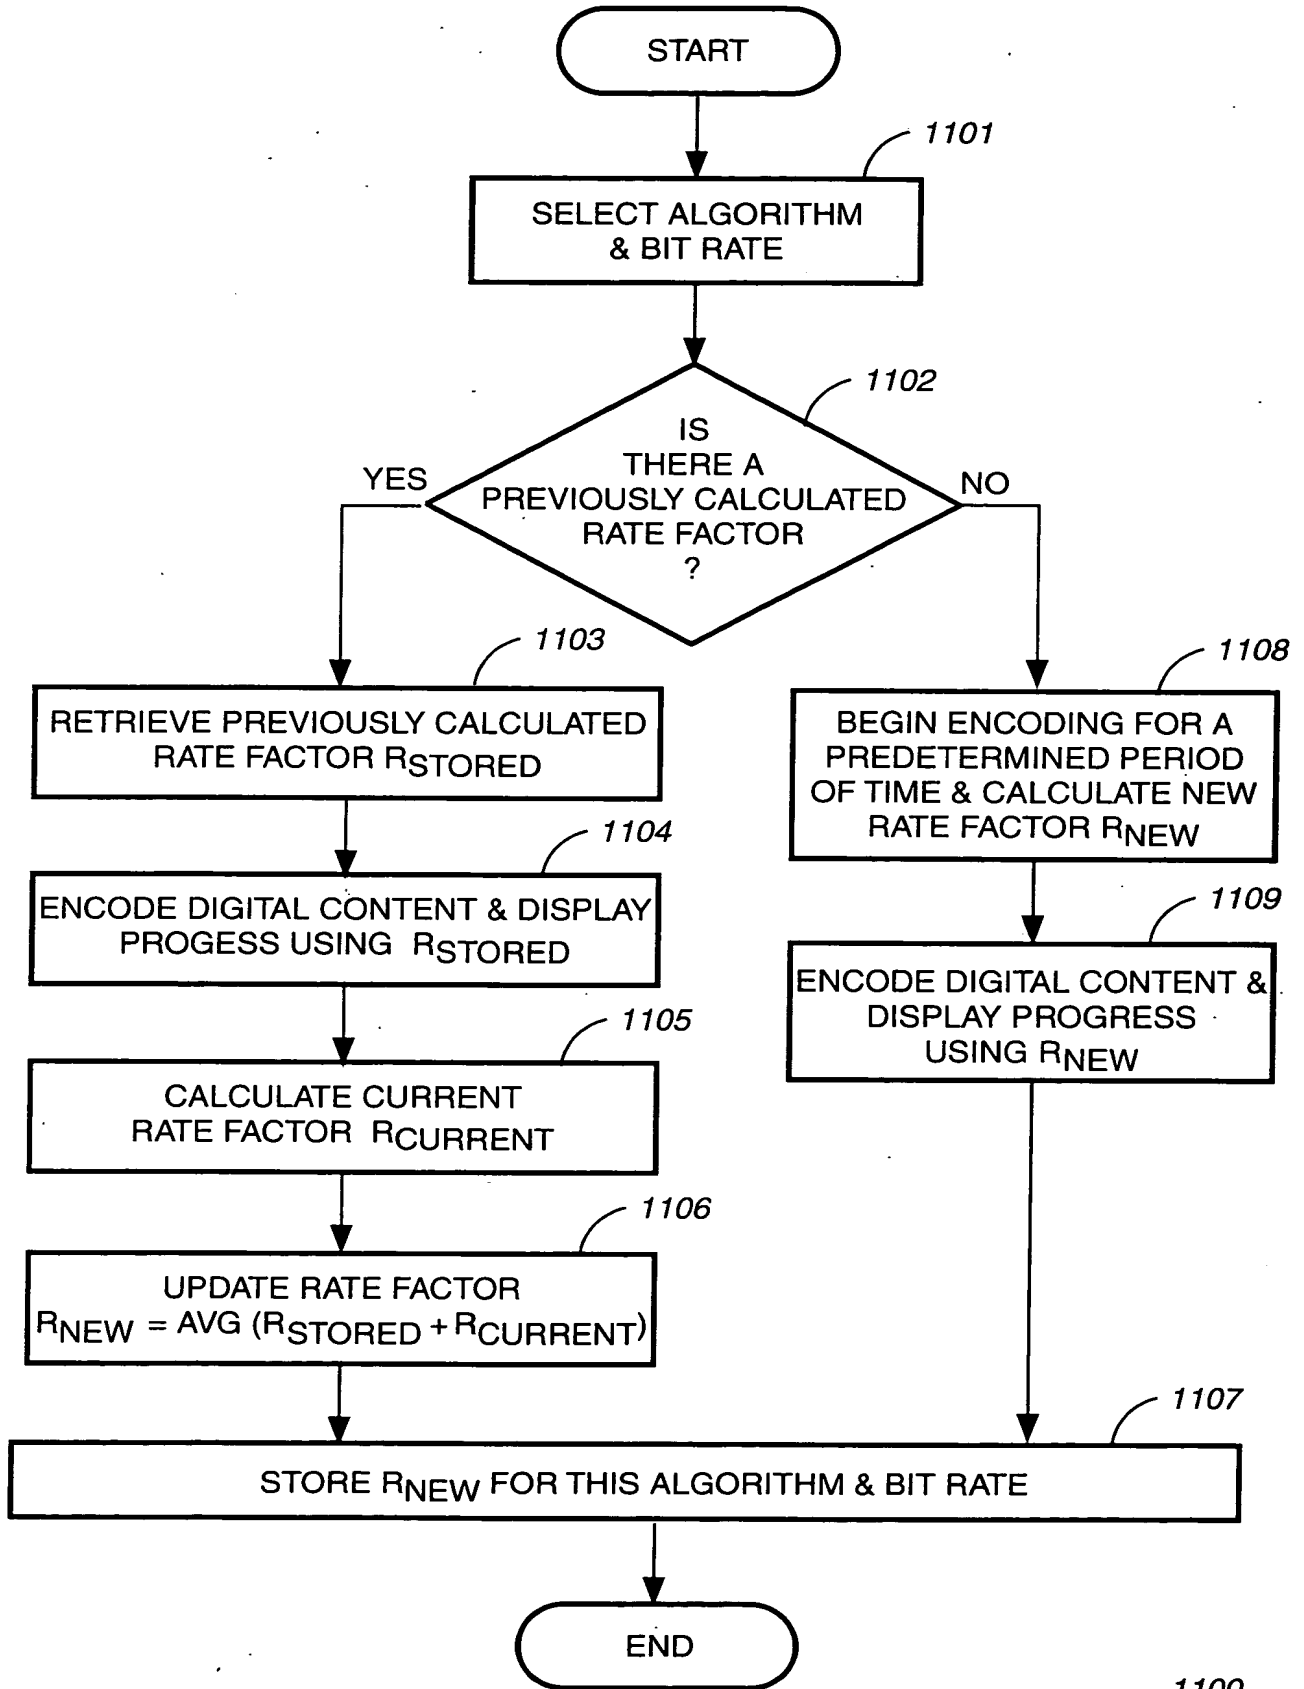 START
1101
SELECT ALGORITHM
& BIT RATE
1102
IS
THERE A
PREVIOUSLY CALCULATED
RATE FACTOR
?
YES
NO
1103
RETRIEVE PREVIOUSLY CALCULATED
RATE FACTOR RSTORED
1108
BEGIN ENCODING FOR A
PREDETERMINED PERIOD
OF TIME & CALCULATE NEW
RATE FACTOR RNEW
1104
ENCODE DIGITAL CONTENT & DISPLAY
PROGESS USING RSTORED
1109
ENCODE DIGITAL CONTENT &
DISPLAY PROGRESS
USING RNEW
1105
CALCULATE CURRENT
RATE FACTOR RCURRENT
1106
UPDATE RATE FACTOR
RNEW = AVG (RSTORED + RCURRENT)
1107
STORE RNEW FOR THIS ALGORITHM & BIT RATE
END